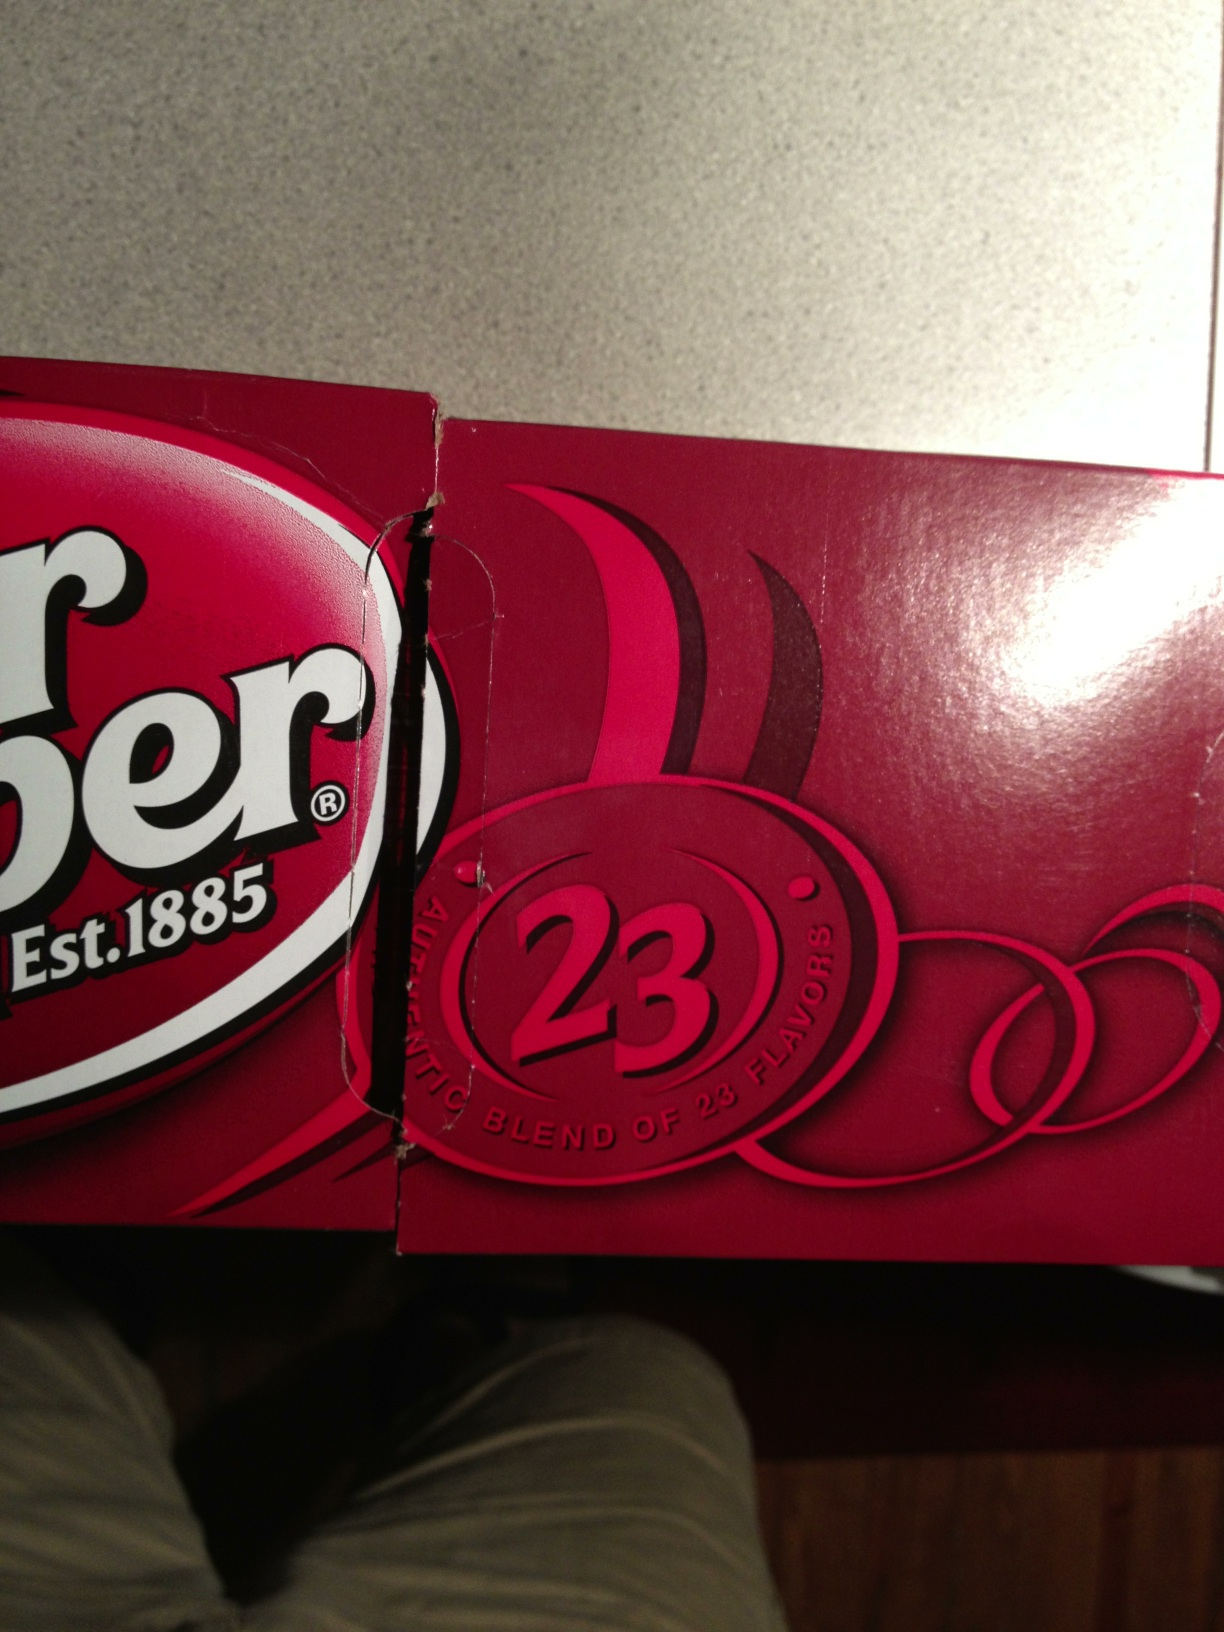 r
per®
Est.1885
23
AUTHENTIC BLEND OF 23 FLAVORS